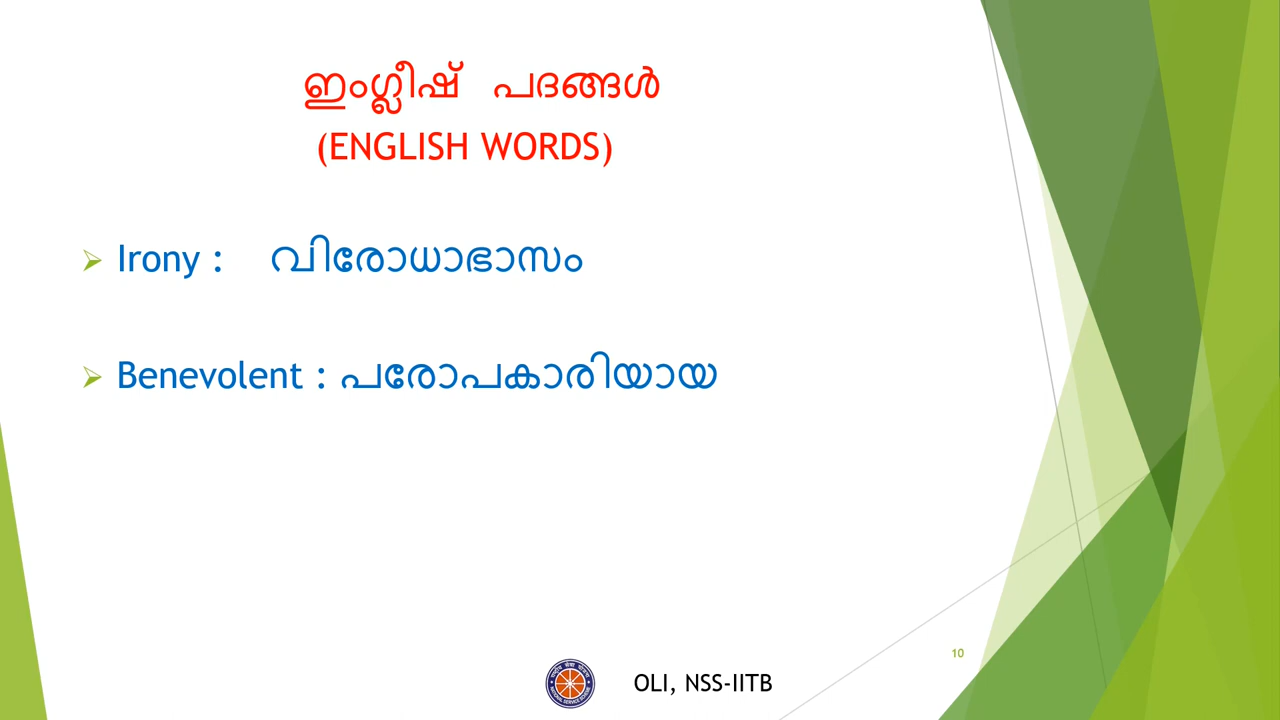 ഇംഗ്ലീഷ് പദങ്ങൾ
(ENGLISH WORDS)
Irony : വിരോധാഭാസം
Benevolent : പരോപകാരിയായ
10
OLI, NSS-IITB